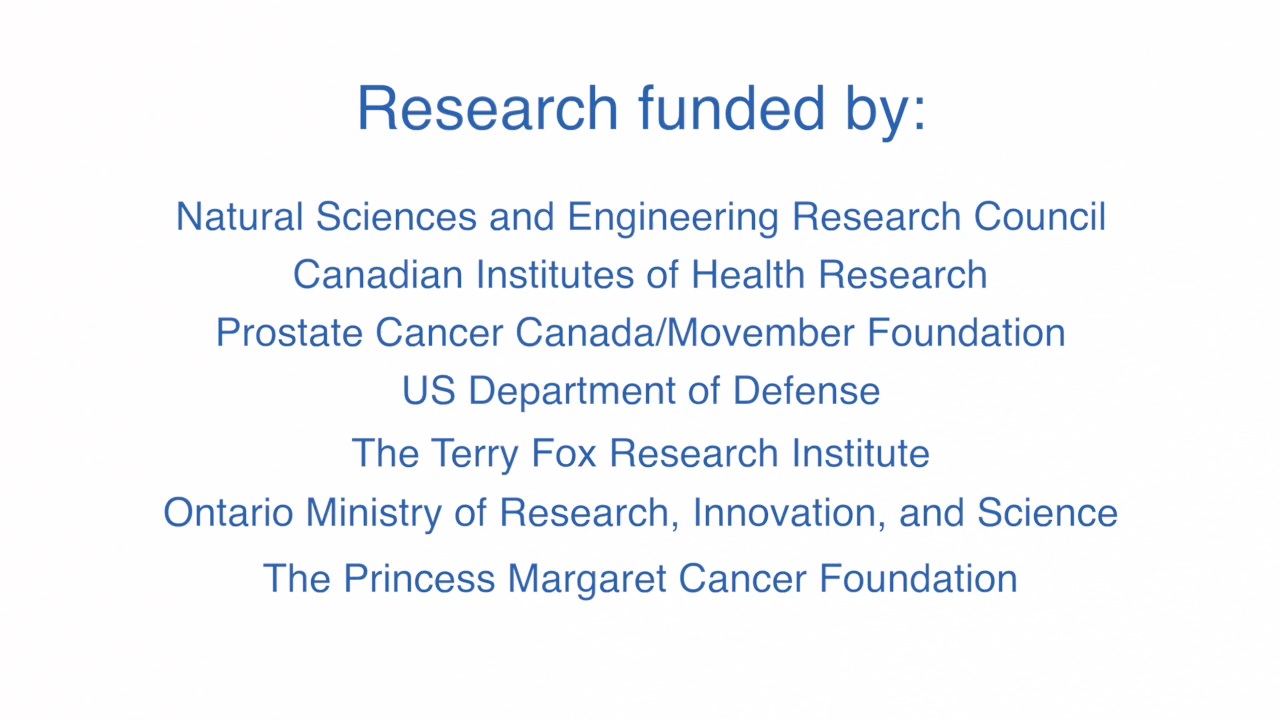 Research funded by:
Natural Sciences and Engineering Research Council
Canadian Institutes of Health Research
Prostate Cancer Canada/Movember Foundation
US Department of Defense
The Terry Fox Research Institute
Ontario Ministry of Research, Innovation, and Science
The Princess Margaret Cancer Foundation